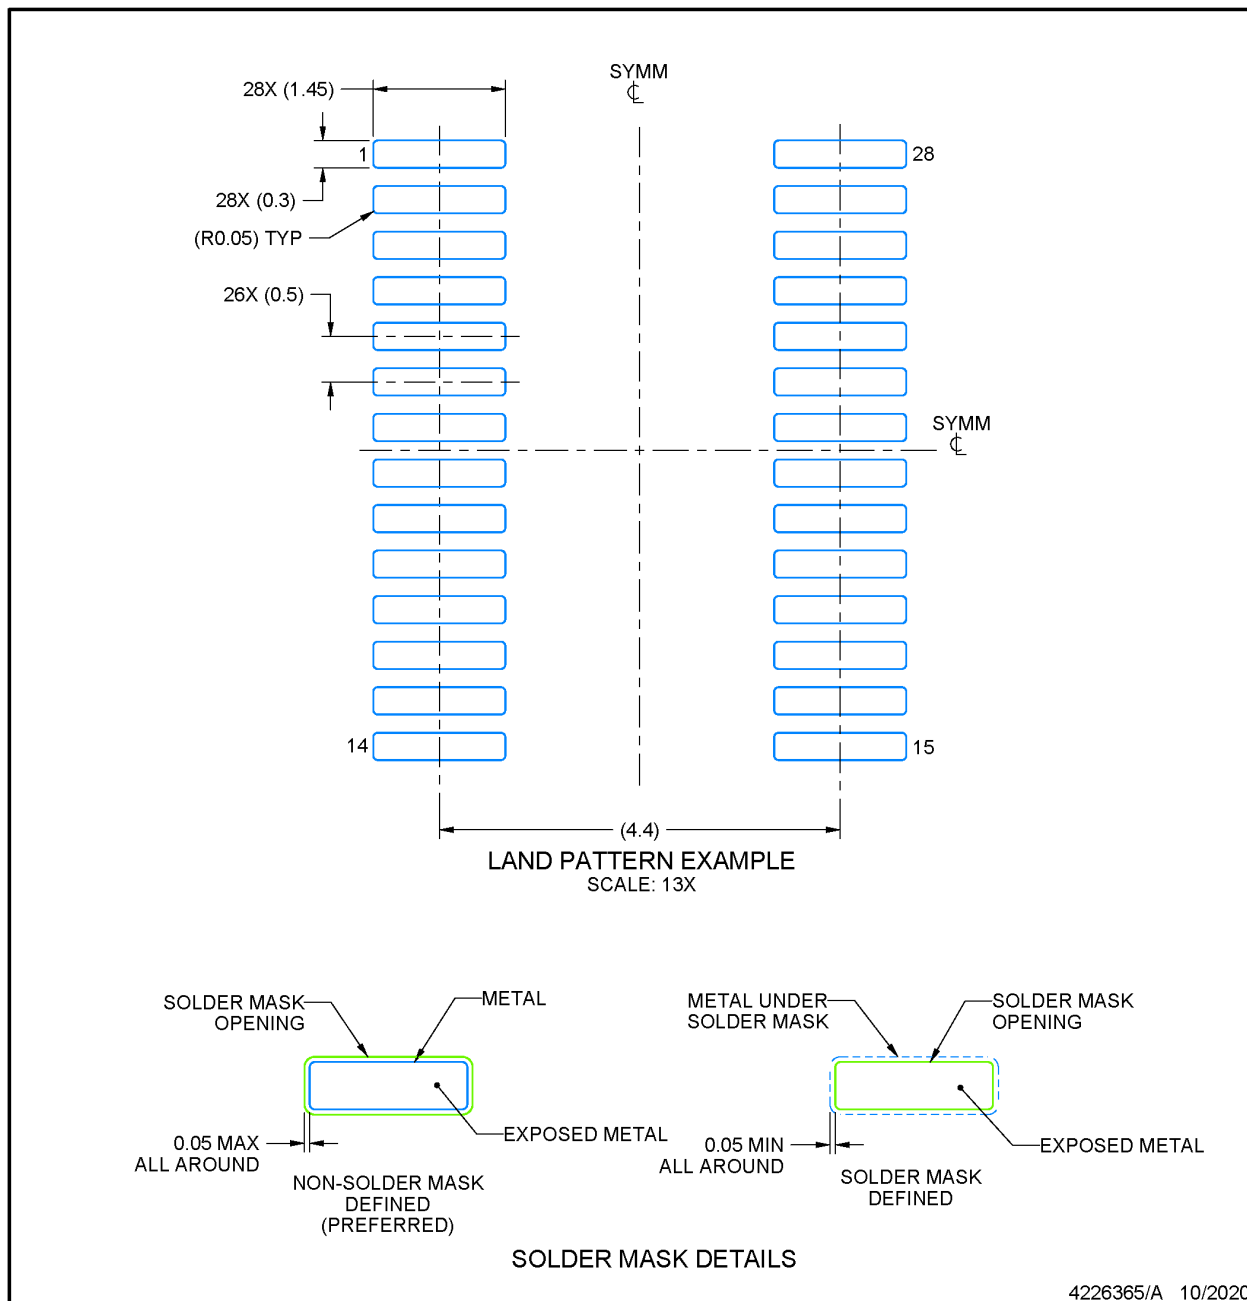 SYMM
℄
28X (1.45)
1
28
28X (0.3)
(R0.05) TYP
26X (0.5)
SYMM
℄
14
15
(4.4)
LAND PATTERN EXAMPLE
SCALE: 13X
SOLDER MASK
OPENING
METAL
EXPOSED METAL
0.05 MAX
ALL AROUND
NON-SOLDER MASK
DEFINED
(PREFERRED)
METAL UNDER
SOLDER MASK
SOLDER MASK
OPENING
EXPOSED METAL
0.05 MIN
ALL AROUND
SOLDER MASK
DEFINED
SOLDER MASK DETAILS
4226365/A 10/2020